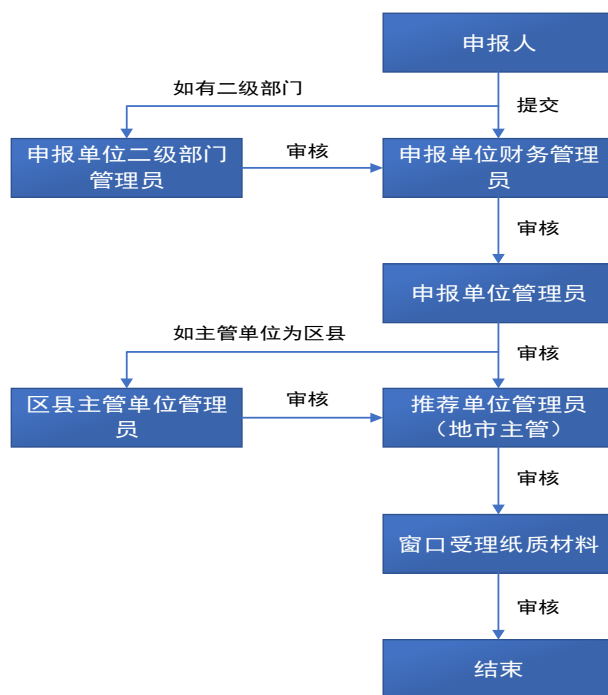 申报人
如有二级部门
提交
申报单位二级部门
管理员
审核
申报单位财务管理
员
审核
申报单位管理员
如主管单位为区县
审核
区县主管单位管理
员
审核
推荐单位管理员
（地市主管）
审核
窗口受理纸质材料
审核
结束